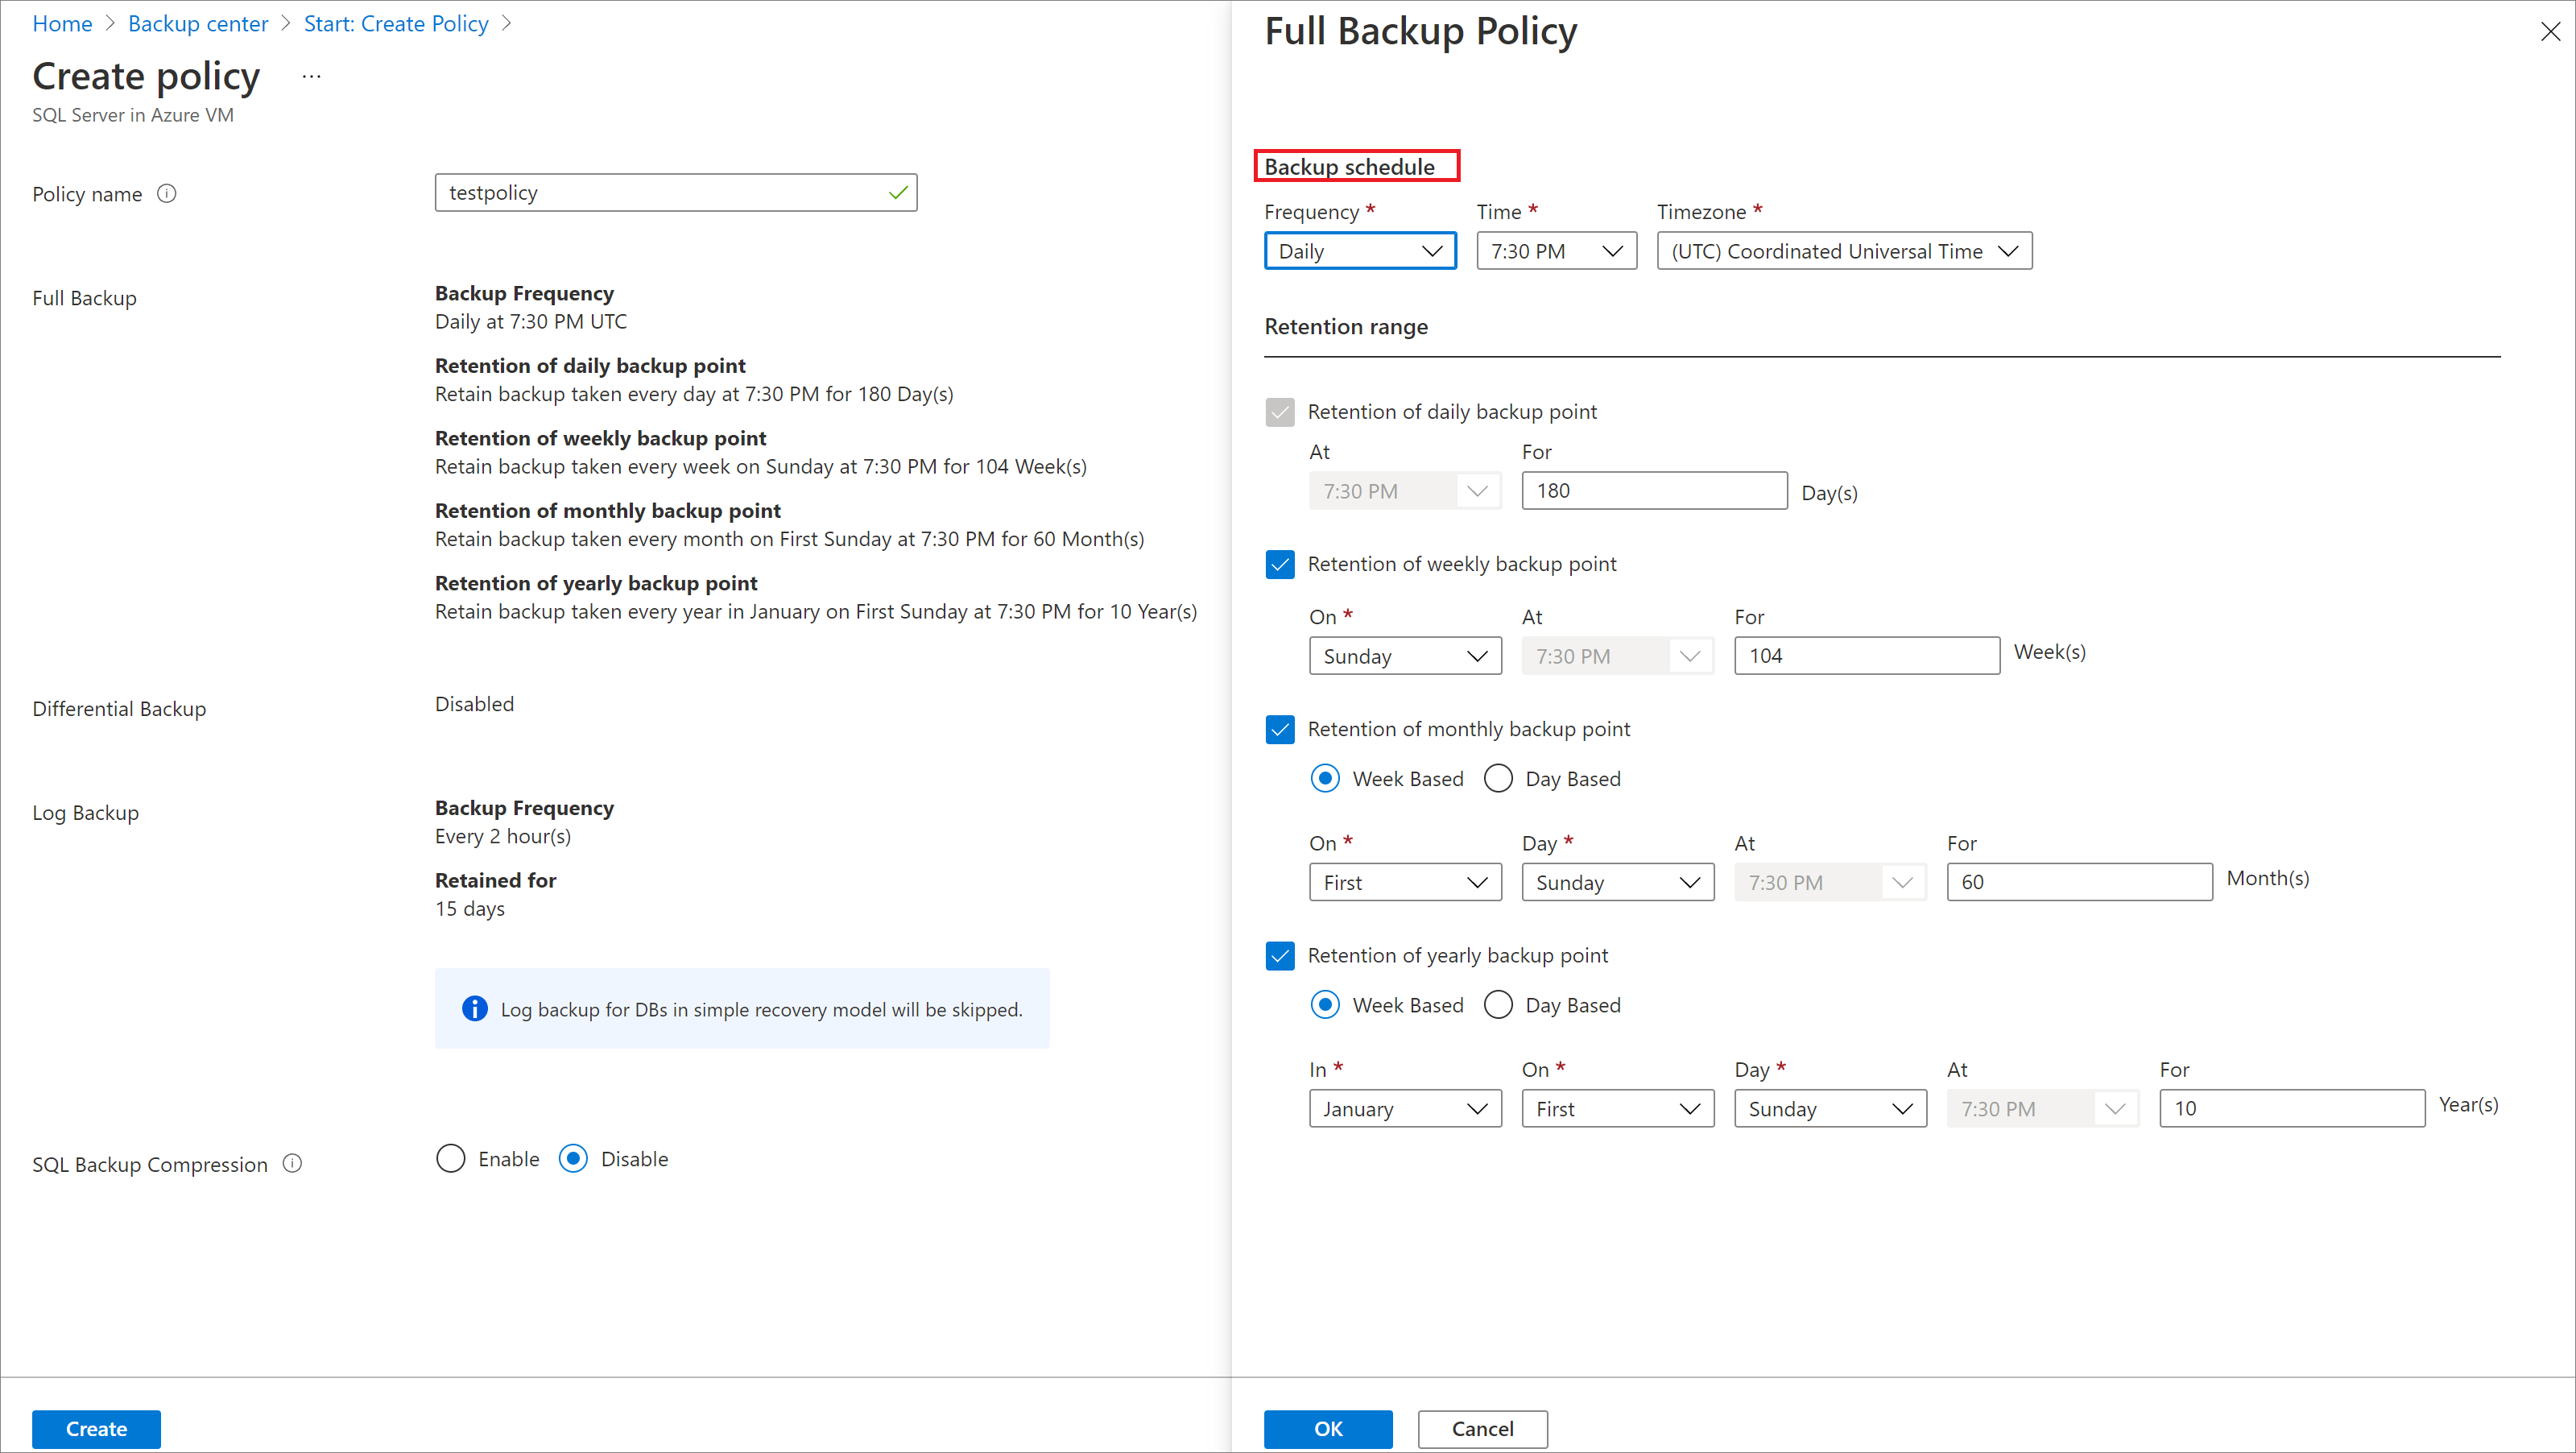 Home > Backup center > Start: Create Policy >
Create policy ...
SQL Server in Azure VM
Policy name
testpolicy
Full Backup
Backup Frequency
Daily at 7:30 PM UTC
Retention of daily backup point
Retain backup taken every day at 7:30 PM for 180 Day(s)
Retention of weekly backup point
Retain backup taken every week on Sunday at 7:30 PM for 104 Week(s)
Retention of monthly backup point
Retain backup taken every month on First Sunday at 7:30 PM for 60 Month(s)
Retention of yearly backup point
Retain backup taken every year in January on First Sunday at 7:30 PM for 10 Year(s)
Differential Backup
Disabled
Log Backup
Backup Frequency
Every 2 hour(s)
Retained for
15 days
Log backup for DBs in simple recovery model will be skipped.
SQL Backup Compression
Enable Disable
Create
Full Backup Policy
Backup schedule
Frequency * Time * Timezone *
Daily 7:30 PM (UTC) Coordinated Universal Time
Retention range
Retention of daily backup point
At For
7:30 PM 180 Day(s)
Retention of weekly backup point
On * At For
Sunday 7:30 PM 104 Week(s)
Retention of monthly backup point
Week Based Day Based
On * Day * At For
First Sunday 7:30 PM 60 Month(s)
Retention of yearly backup point
Week Based Day Based
In * On * Day * At For
January First Sunday 7:30 PM 10 Year(s)
OK Cancel